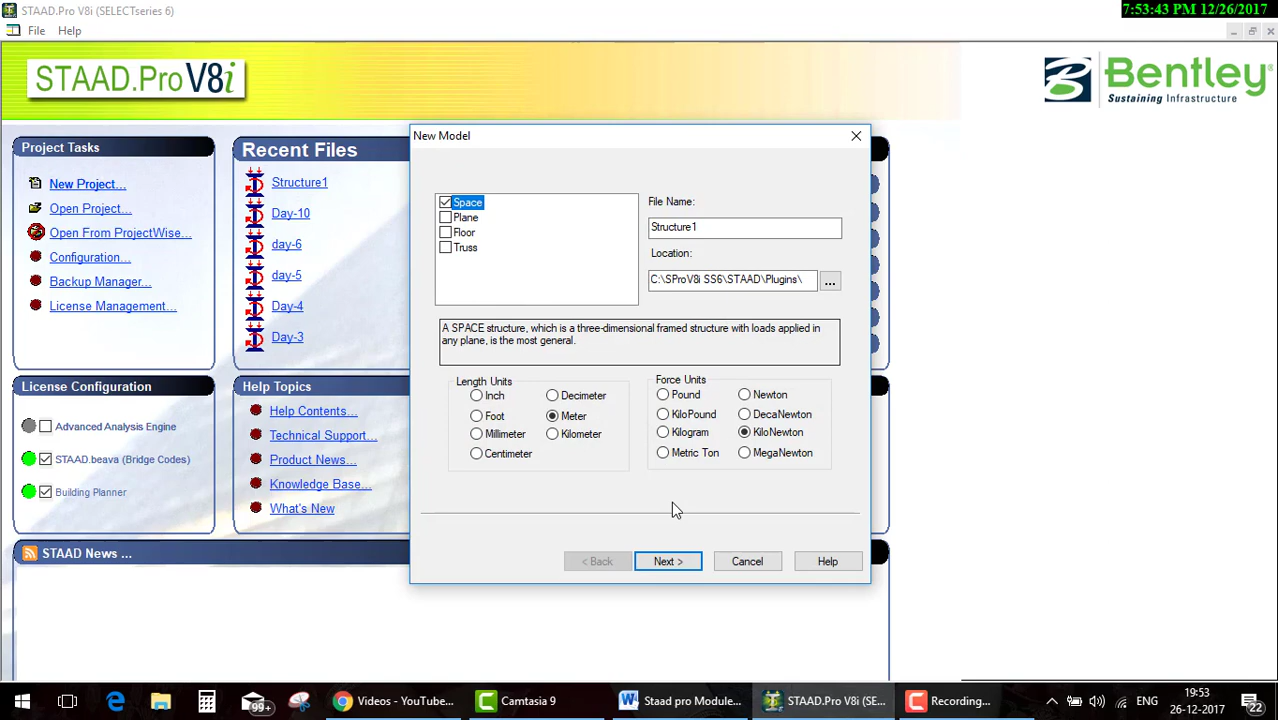 STAAD.Pro V8i (SELECTseries 6)
7:53:43 PM 12/26/2017
File Help
STAAD.Pro V8i
Bentley
Sustaining Infrastructure
Project Tasks
New Project...
Open Project...
Open From ProjectWise...
Configuration...
Backup Manager...
License Management...
Recent Files
Structure1
Day-10
day-6
day-5
Day-4
Day-3
License Configuration
Advanced Analysis Engine
STAAD.beava (Bridge Codes)
Building Planner
Help Topics
Help Contents...
Technical Support...
Product News...
Knowledge Base...
What's New
STAAD News ...
New Model
Space
Plane
Floor
Truss
File Name:
Structure1
Location:
C:\SProV8i SS6\STAAD\Plugins\
...
A SPACE structure, which is a three-dimensional framed structure with loads applied in
any plane, is the most general.
Length Units
Inch
Foot
Millimeter
Centimeter
Decimeter
Meter
Kilometer
Force Units
Pound
KiloPound
Kilogram
Metric Ton
Newton
DecaNewton
KiloNewton
MegaNewton
< Back
Next >
Cancel
Help
99+
Videos - YouTube...
Camtasia 9
Staad pro Module...
STAAD.Pro V8i (SE...
Recording...
ENG
19:53
26-12-2017
22